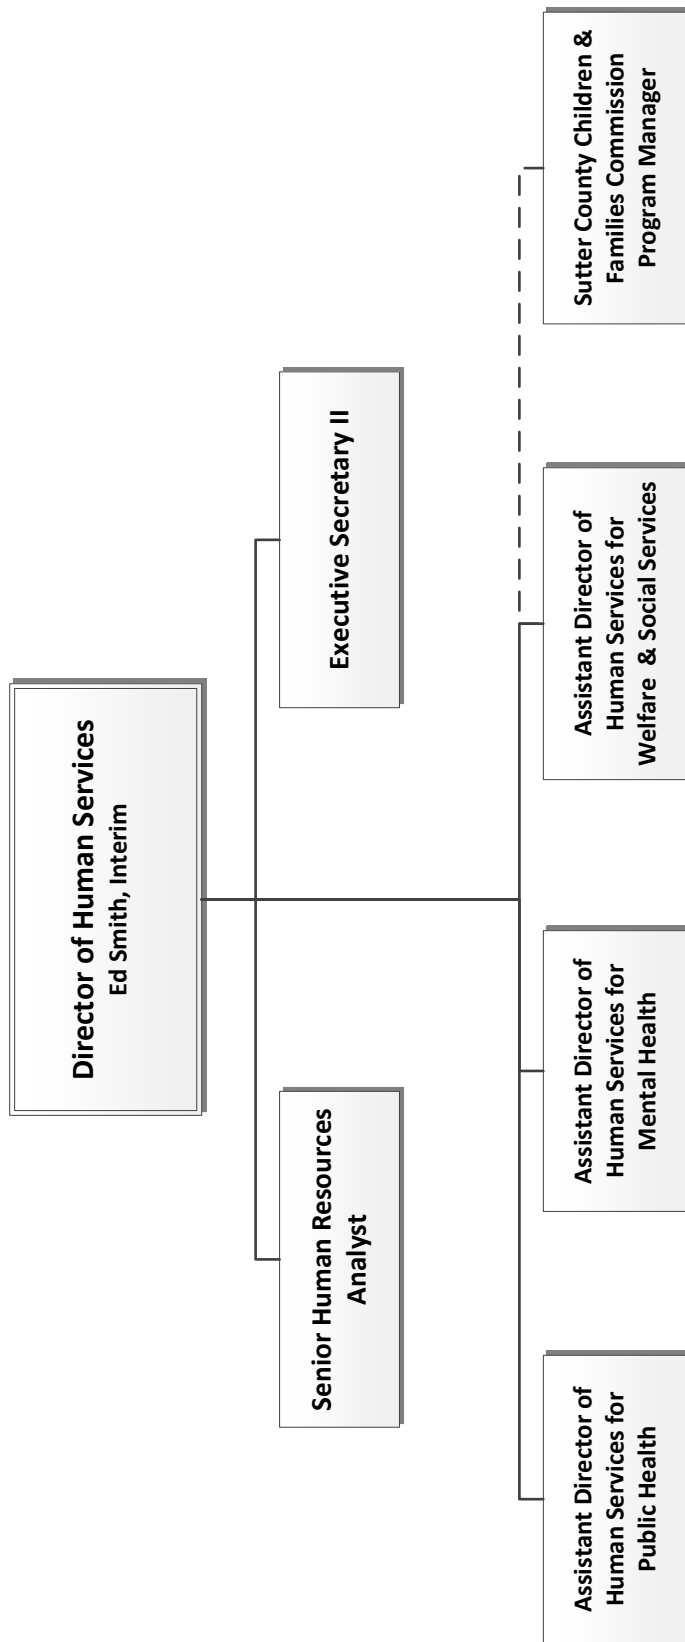 Director of Human Services
Ed Smith, Interim
Senior Human Resources
Analyst
Executive Secretary II
Assistant Director of
Human Services for
Public Health
Assistant Director of
Human Services for
Mental Health
Assistant Director of
Human Services for
Welfare & Social Services
Sutter County Children &
Families Commission
Program Manager